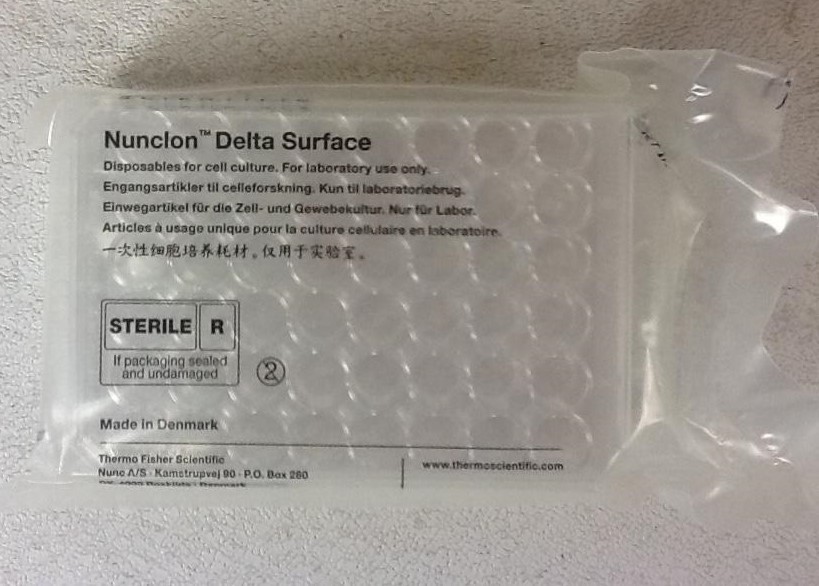 Nunclon™ Delta Surface
Disposables for cell culture. For laboratory use only.
Engangsartikler til celleforskning. Kun til laboratoriebrug.
Einwegartikel für die Zell- und Gewebekultur. Nur für Labor.
Articles à usage unique pour la culture cellulaire en laboratoire.
一次性细胞培养耗材。仅用于实验室。
STERILE R
If packaging sealed
and undamaged
2
Made in Denmark
Thermo Fisher Scientific
Nunc A/S · Kamstrupvej 90 · P.O. Box 280
www.thermoscientific.com